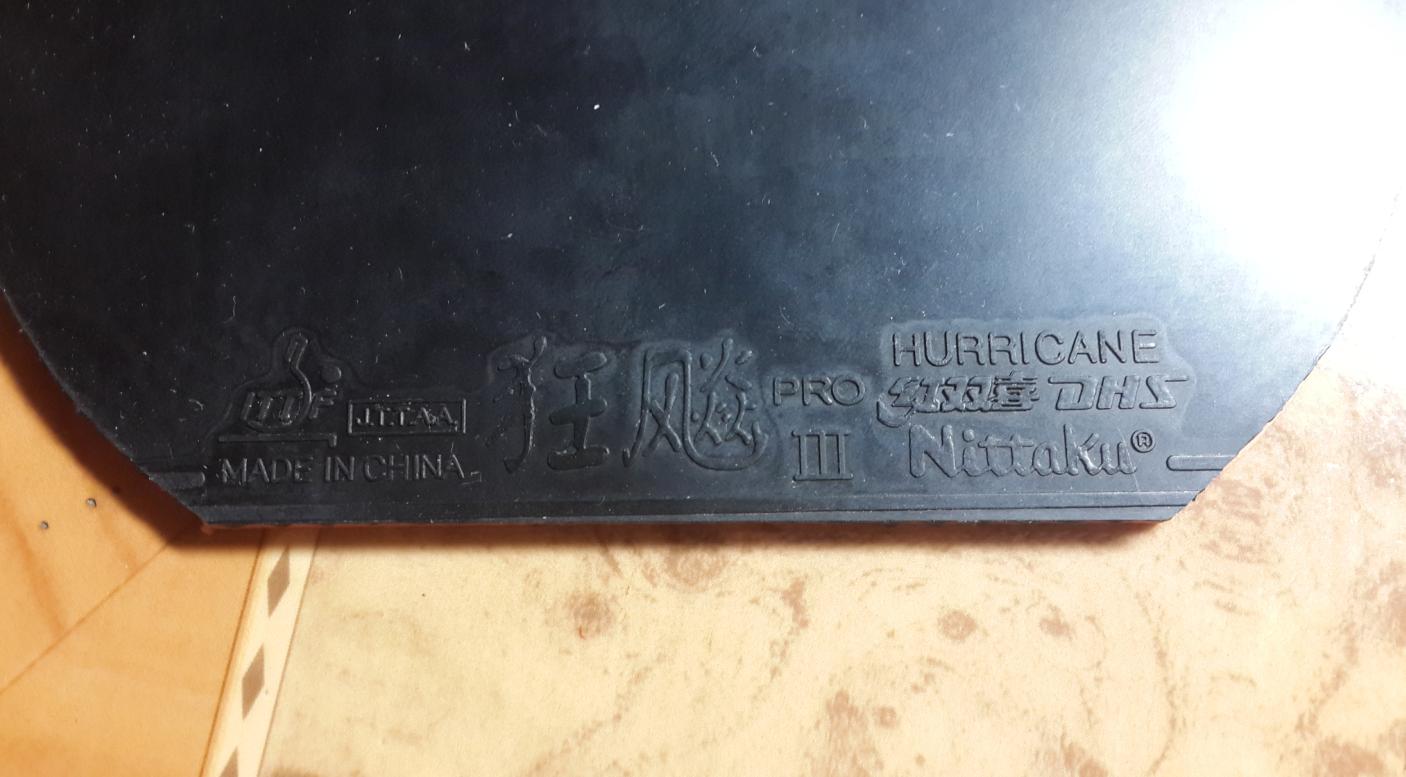 ITTF
J.T.T.A.A.
MADE IN CHINA
狂飚
PRO
III
HURRICANE
红双喜 DHS
Nittaku®